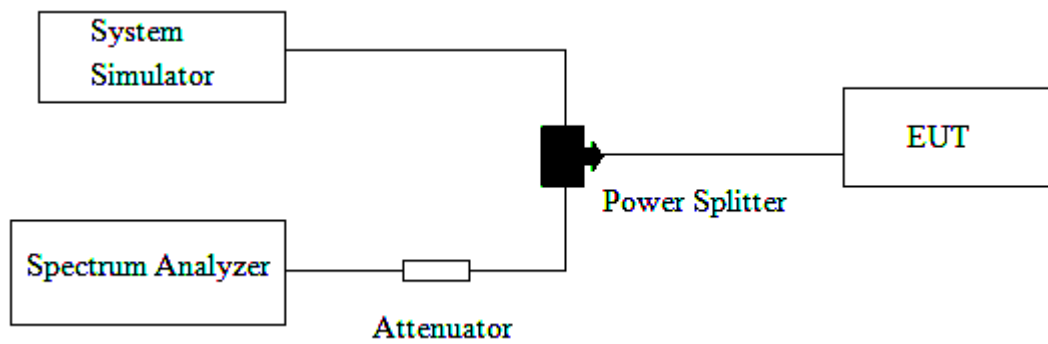 System
Simulator
EUT
Power Splitter
Spectrum Analyzer
Attenuator